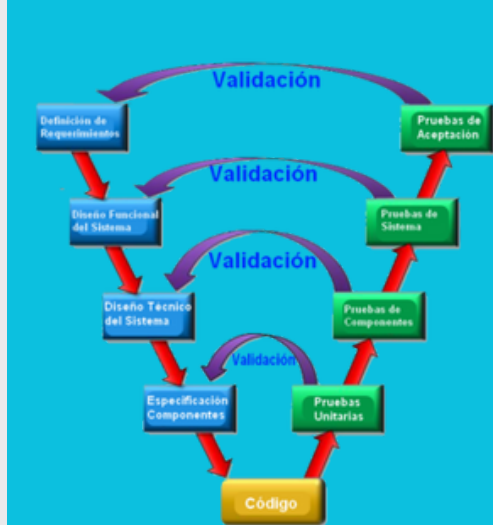 Validación
Definición de
Requerimientos
Pruebas de
Aceptación
Validación
Diseño Funcional
del Sistema
Pruebas de
Sistema
Validación
Diseño Técnico
del Sistema
Pruebas de
Componentes
Validación
Especificación
Componentes
Pruebas
Unitarias
Código